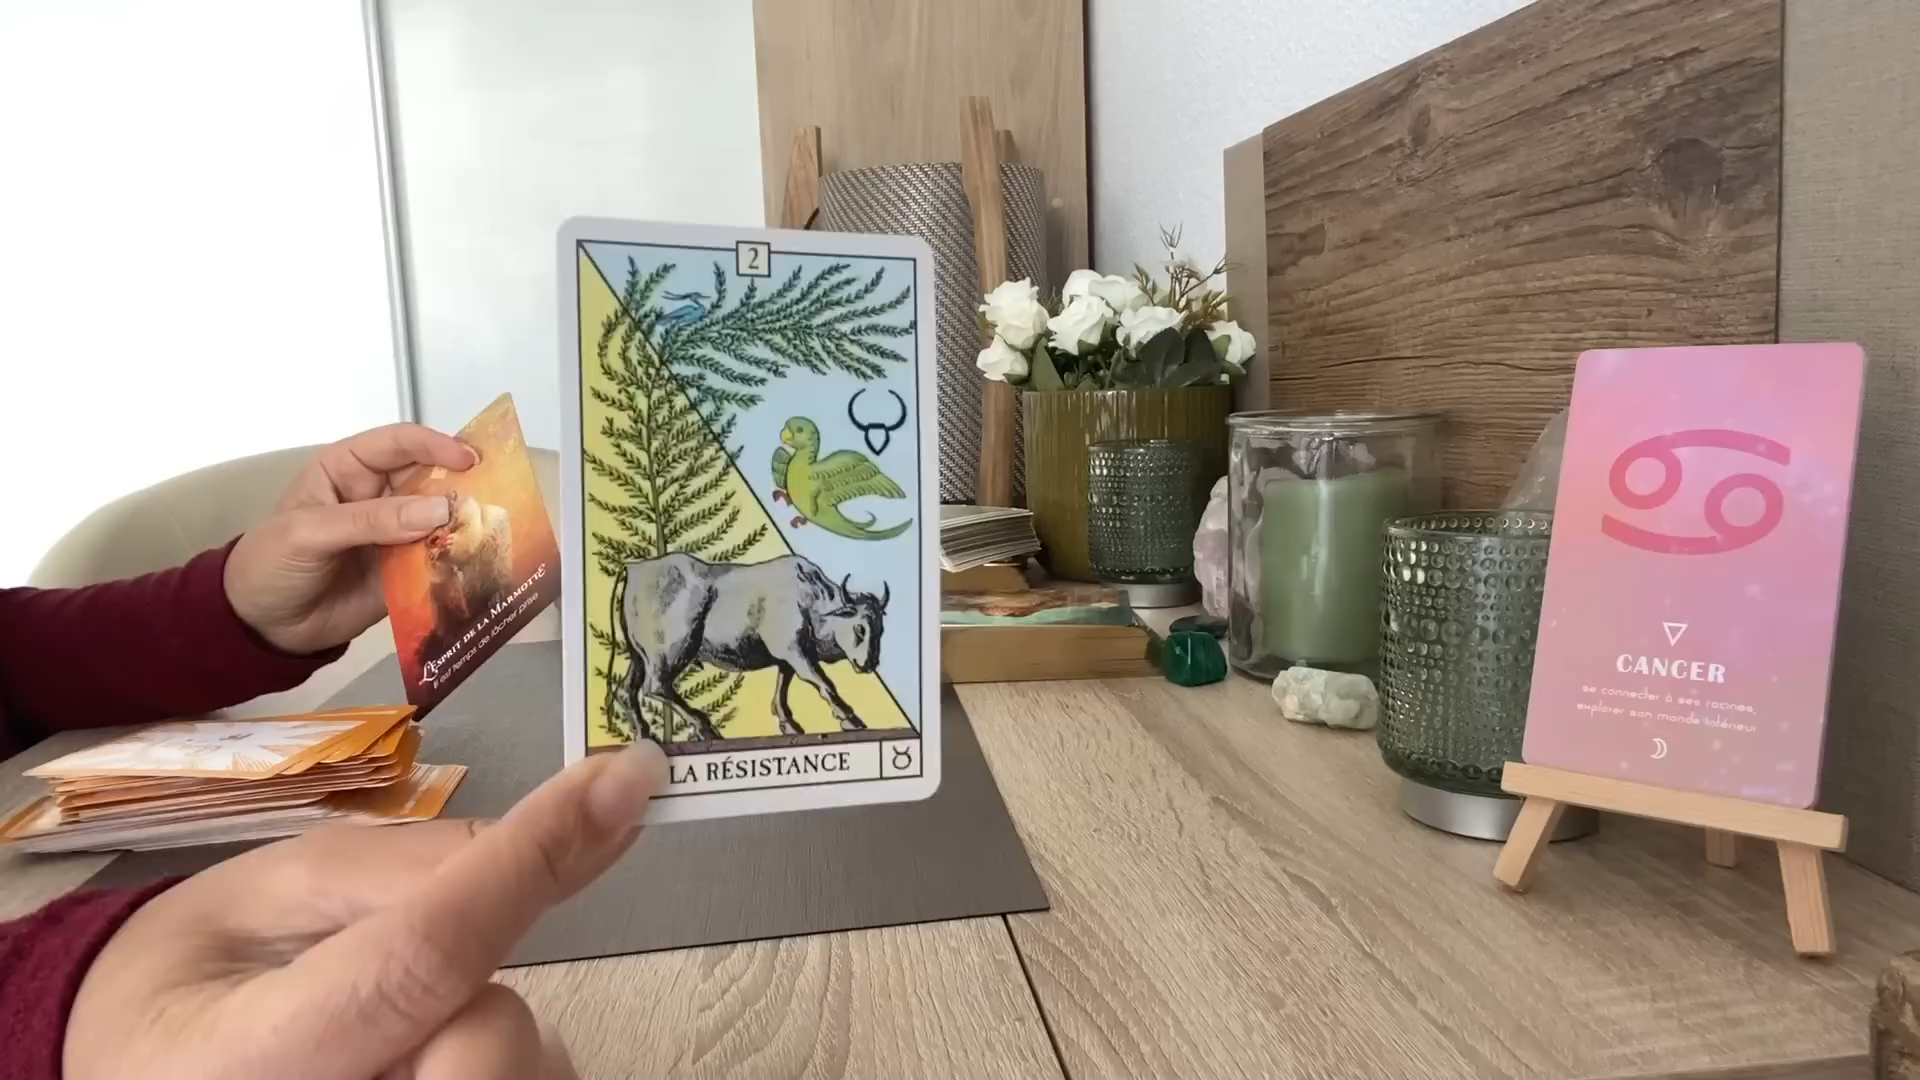 2
LA RÉSISTANCE
L'ESPRIT DE LA MARMOTTE
Il est temps de lâcher prise
CANCER
se connecter à ses racines,
explorer son monde intérieur